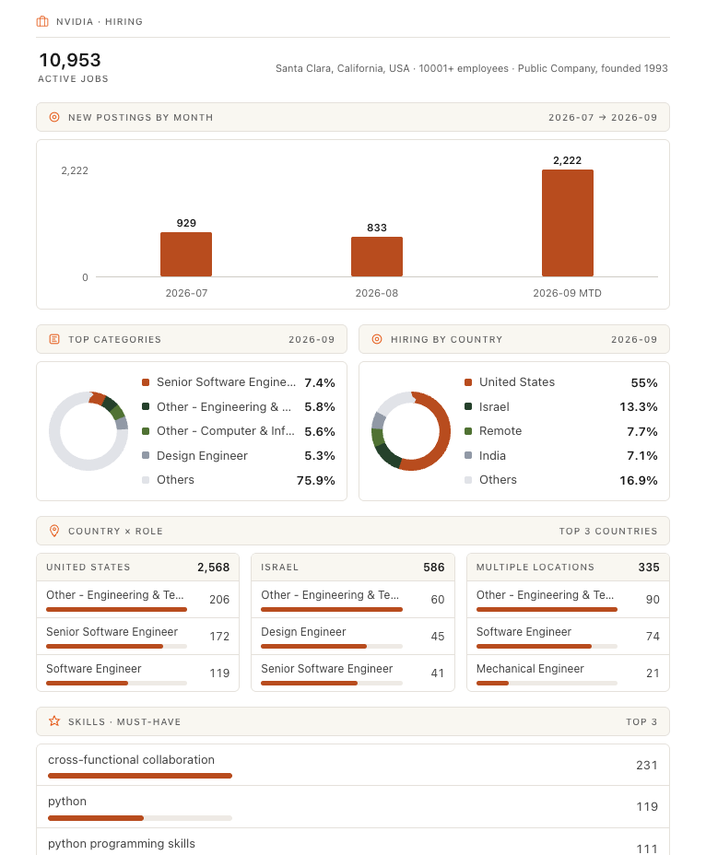 NVIDIA · HIRING
10,953
ACTIVE JOBS
Santa Clara, California, USA · 10001+ employees · Public Company, founded 1993
NEW POSTINGS BY MONTH 2026-07 → 2026-09
2,222
2,222
929
833
0
2026-07 2026-08 2026-09 MTD
TOP CATEGORIES 2026-09
Senior Software Engine... 7.4%
Other - Engineering & ... 5.8%
Other - Computer & Inf... 5.6%
Design Engineer 5.3%
Others 75.9%
HIRING BY COUNTRY 2026-09
United States 55%
Israel 13.3%
Remote 7.7%
India 7.1%
Others 16.9%
COUNTRY × ROLE TOP 3 COUNTRIES
UNITED STATES 2,568
Other - Engineering & Te... 206
Senior Software Engineer 172
Software Engineer 119
ISRAEL 586
Other - Engineering & Te... 60
Design Engineer 45
Senior Software Engineer 41
MULTIPLE LOCATIONS 335
Other - Engineering & Te... 90
Software Engineer 74
Mechanical Engineer 21
SKILLS · MUST-HAVE TOP 3
cross-functional collaboration 231
python 119
python programming skills 111